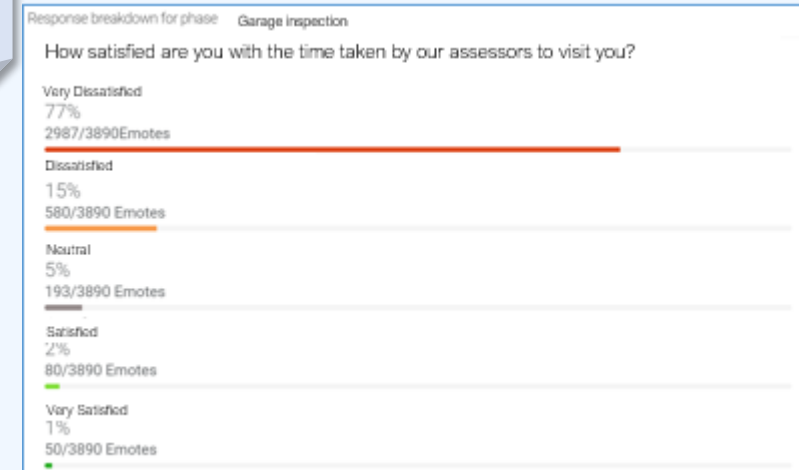 Response breakdown for phase Garage inspection
How satisfied are you with the time taken by our assessors to visit you?
Very Dissatisfied
77%
2987/3890Emotes
Dissatisfied
15%
580/3890 Emotes
Neutral
5%
193/3890 Emotes
Satisfied
2%
80/3890 Emotes
Very Satisfied
1%
50/3890 Emotes